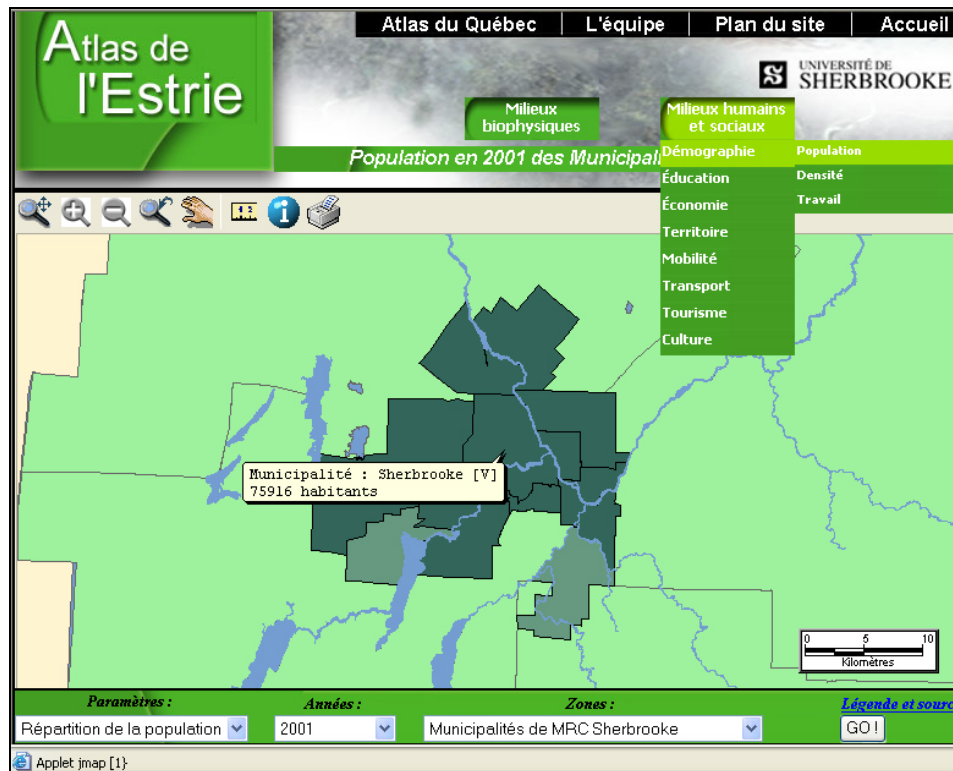 Atlas du Québec
L'équipe
Plan du site
Accueil
Atlas de
l'Estrie
UNIVERSITÉ DE
SHERBROOKE
Milieux
biophysiques
Milieux humains
et sociaux
Population en 2001 des Municipali
Démographie
Population
Éducation
Densité
Économie
Travail
Territoire
Mobilité
Transport
Tourisme
Culture
Municipalité : Sherbrooke [V]
75916 habitants
0 5 10
Kilomètres
Paramètres :
Années :
Zones :
Légende et sourc
Répartition de la population
2001
Municipalités de MRC Sherbrooke
GO !
Applet jmap [1}